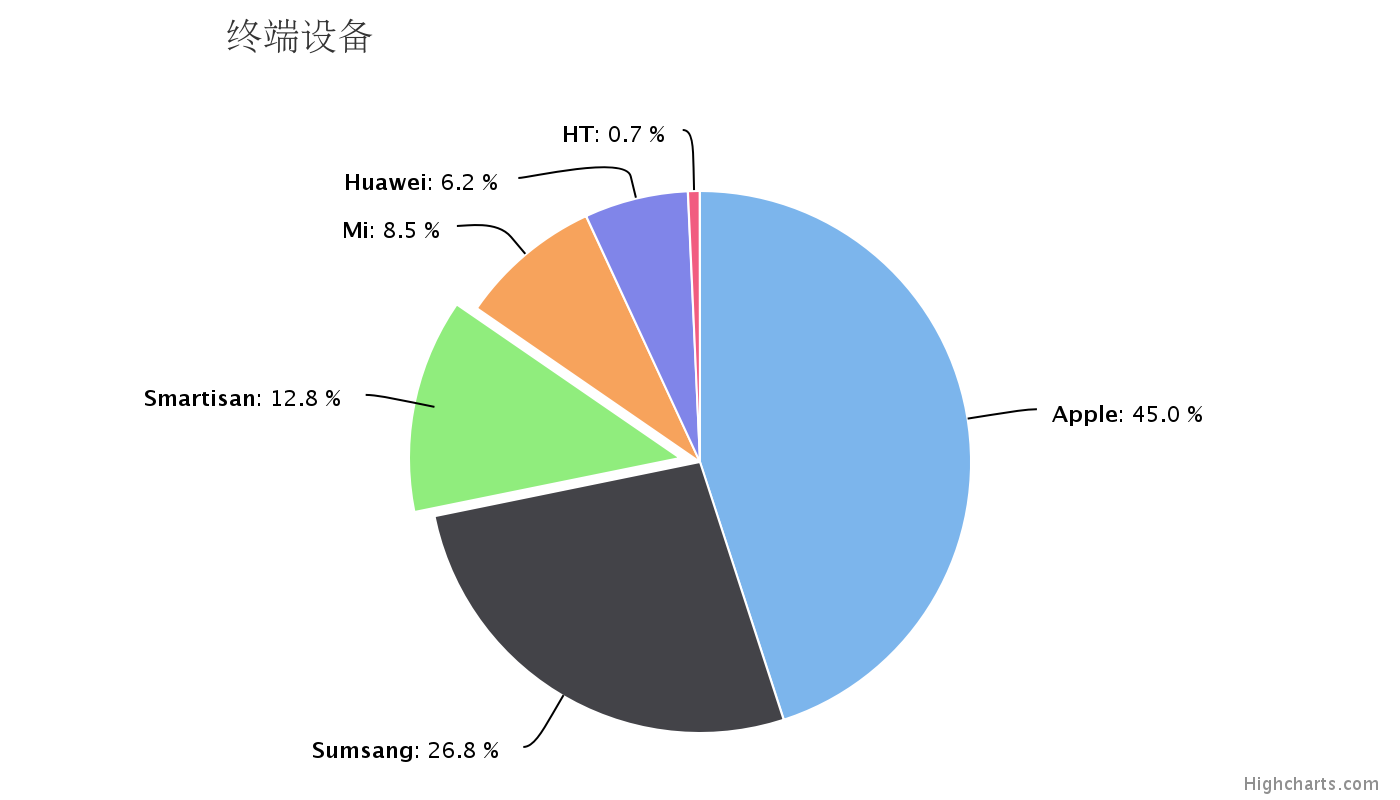 终端设备
HT: 0.7 %
Huawei: 6.2 %
Mi: 8.5 %
Smartisan: 12.8 %
Apple: 45.0 %
Sumsang: 26.8 %
Highcharts.com